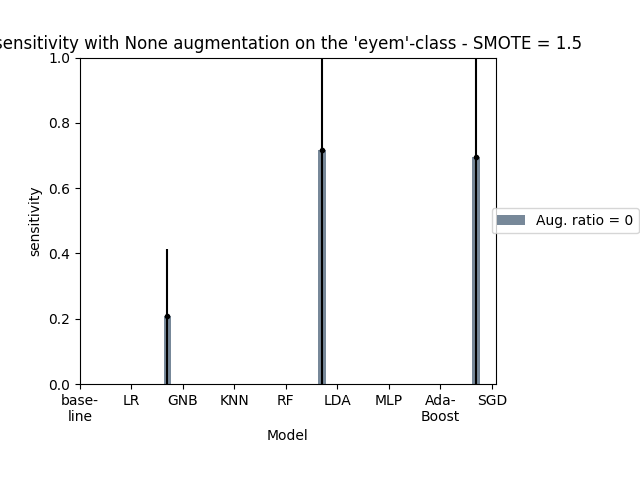 sensitivity with None augmentation on the 'eyem'-class - SMOTE = 1.5
1.0
0.8
0.6
0.4
0.2
0.0
sensitivity
Aug. ratio = 0
base-
line
LR
GNB
KNN
RF
LDA
MLP
Ada-
Boost
SGD
Model